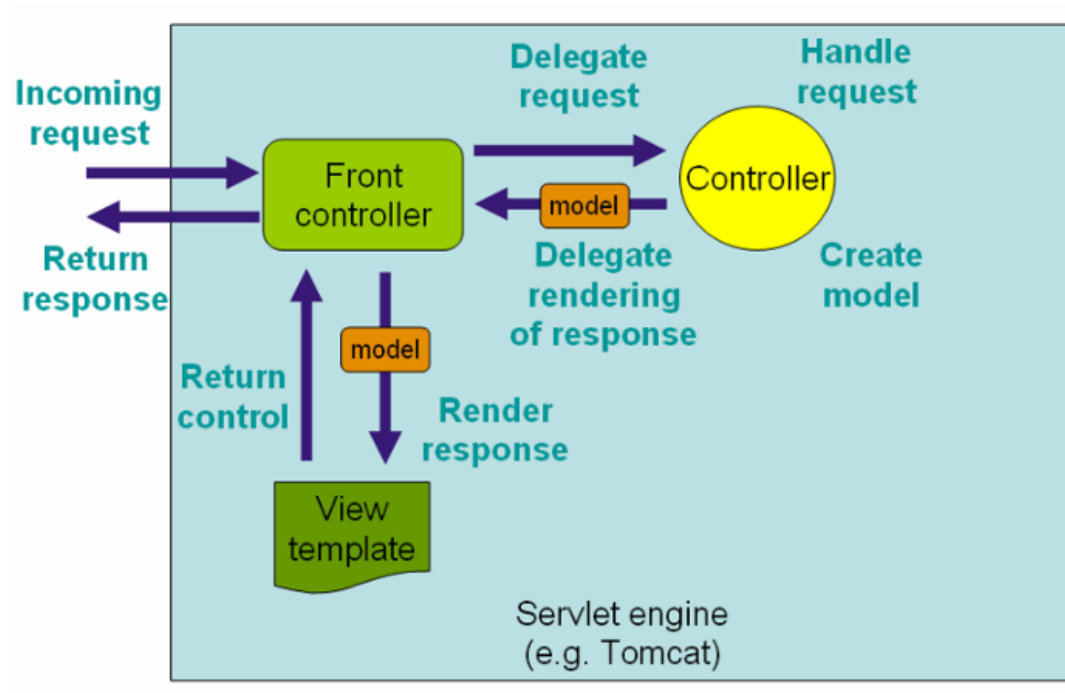 Incoming
request
Return
response
Front
controller
Delegate
request
Handle
request
Controller
model
Delegate
rendering
of response
Create
model
Return
control
model
Render
response
View
template
Servlet engine
(e.g. Tomcat)